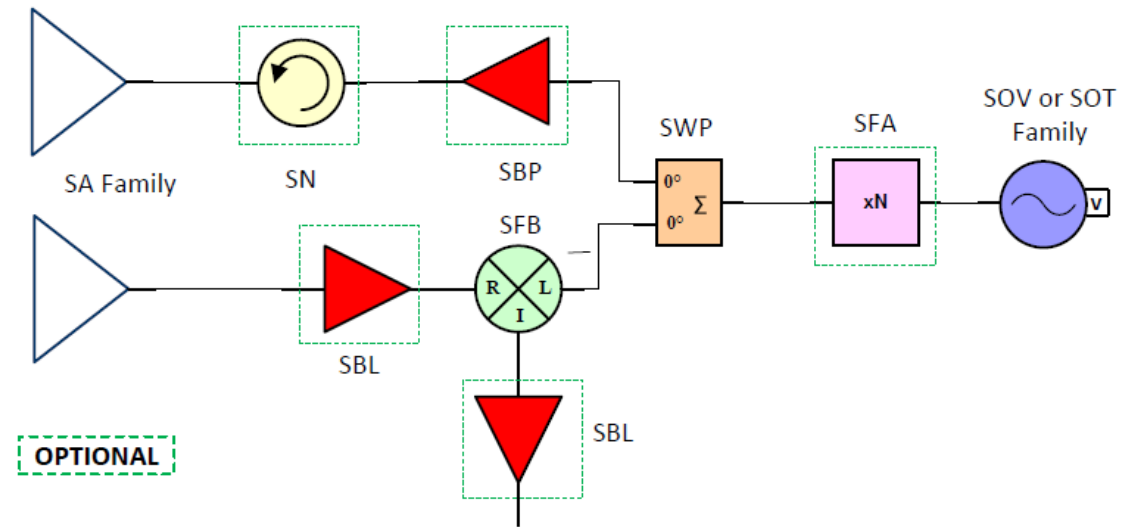 SOV or SOT
Family
SFA
SWP
SA Family
SN
SBP
0°
Σ
0°
xN
V
SFB
R
L
I
SBL
SBL
OPTIONAL